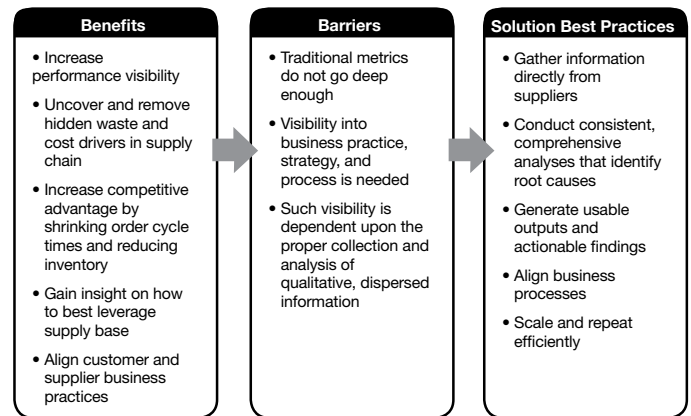 Benefits
• Increase
performance visibility
• Uncover and remove
hidden waste and
cost drivers in supply
chain
• Increase competitive
advantage by
shrinking order cycle
times and reducing
inventory
• Gain insight on how
to best leverage
supply base
• Align customer and
supplier business
practices
Barriers
• Traditional metrics
do not go deep
enough
• Visibility into
business practice,
strategy, and
process is needed
• Such visibility is
dependent upon the
proper collection and
analysis of
qualitative, dispersed
information
Solution Best Practices
• Gather information
directly from
suppliers
• Conduct consistent,
comprehensive
analyses that identify
root causes
• Generate usable
outputs and
actionable findings
• Align business
processes
• Scale and repeat
efficiently